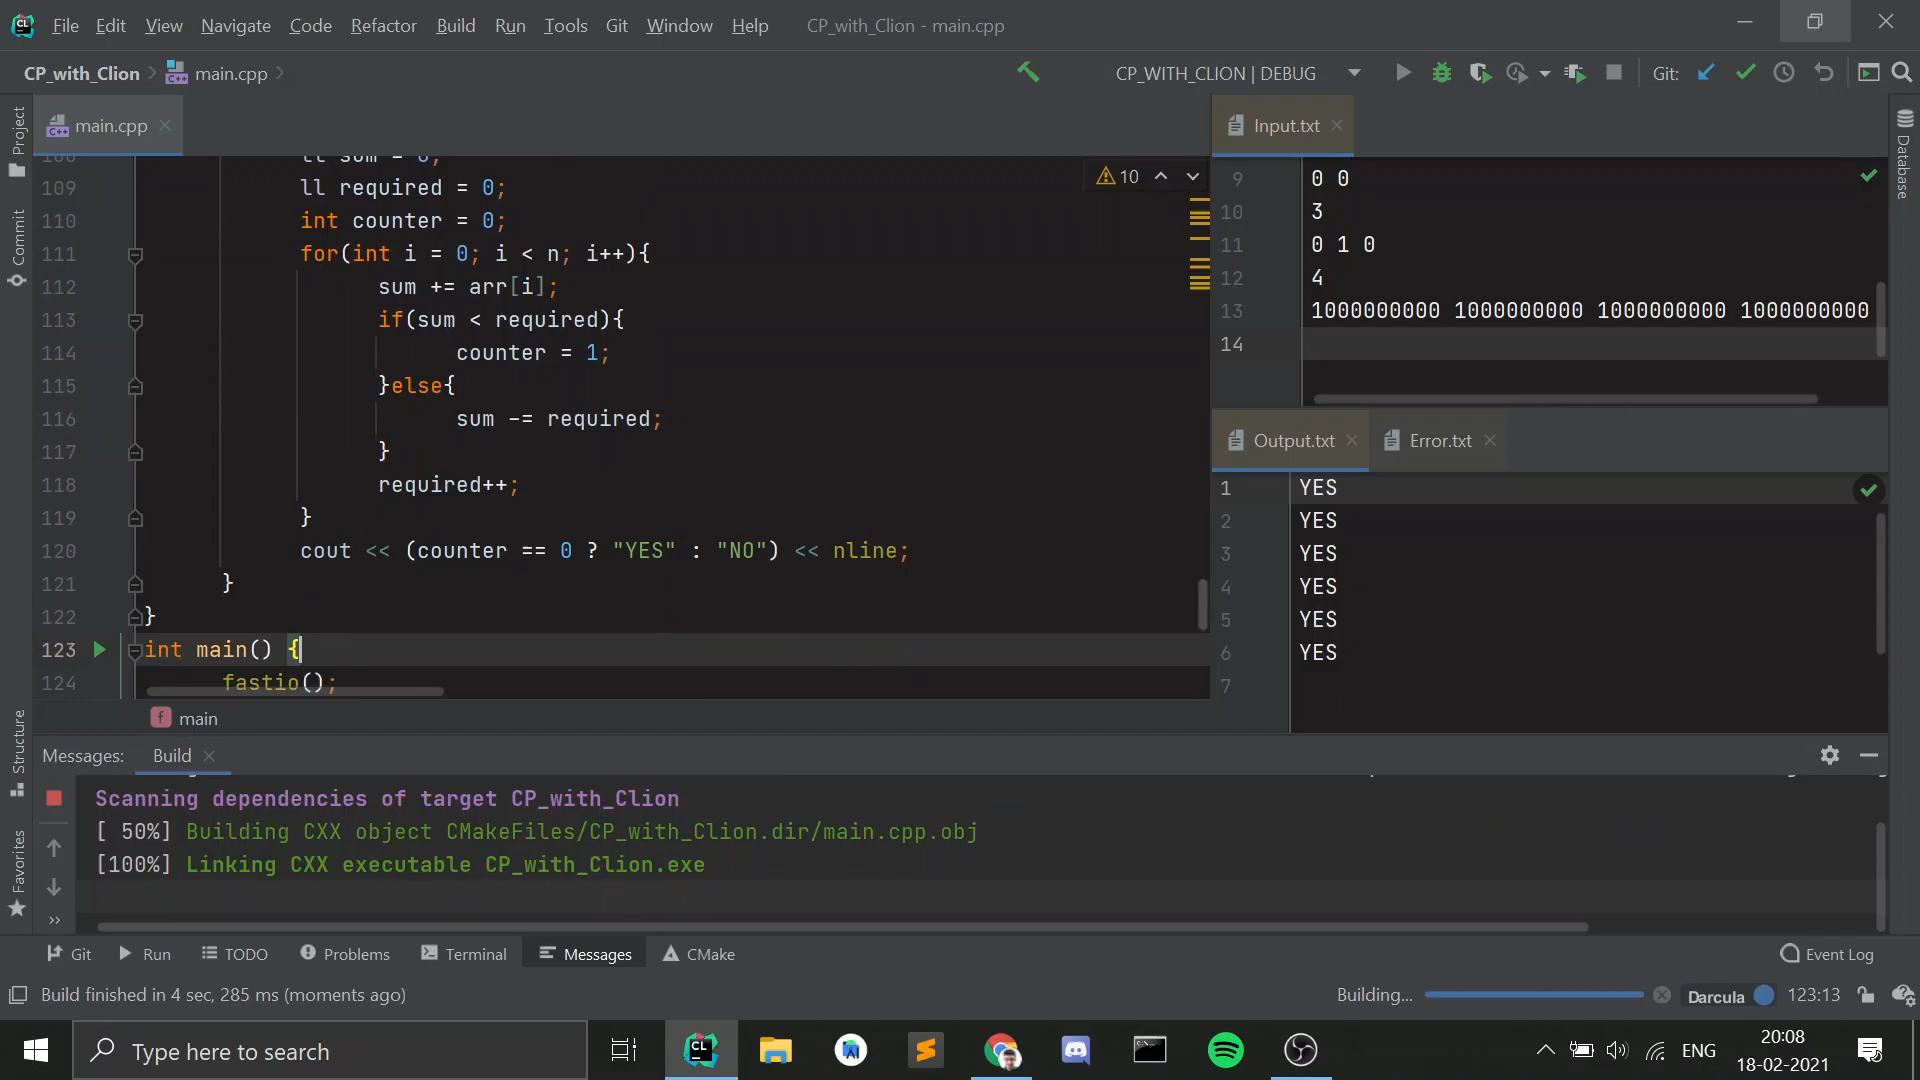 File Edit View Navigate Code Refactor Build Run Tools Git Window Help CP_with_Clion - main.cpp
CP_with_Clion main.cpp CP_WITH_CLION | DEBUG Git:
Project
Commit
Structure
Favorites
main.cpp
ll sum = 0;
109 ll required = 0;
110 int counter = 0;
111 for(int i = 0; i < n; i++){
112 sum += arr[i];
113 if(sum < required){
114 counter = 1;
115 }else{
116 sum -= required;
117 }
118 required++;
119 }
120 cout << (counter == 0 ? "YES" : "NO") << nline;
121 }
122 }
123 int main() {
124 fastio();
10
main
Input.txt
9 0 0
10 3
11 0 1 0
12 4
13 1000000000 1000000000 1000000000 1000000000
14
Output.txt Error.txt
1 YES
2 YES
3 YES
4 YES
5 YES
6 YES
7
Database
Messages: Build
Scanning dependencies of target CP_with_Clion
[ 50%] Building CXX object CMakeFiles/CP_with_Clion.dir/main.cpp.obj
[100%] Linking CXX executable CP_with_Clion.exe
Git Run TODO Problems Terminal Messages CMake Event Log
Build finished in 4 sec, 285 ms (moments ago) Building... Darcula 123:13
Type here to search
ENG
20:08
18-02-2021